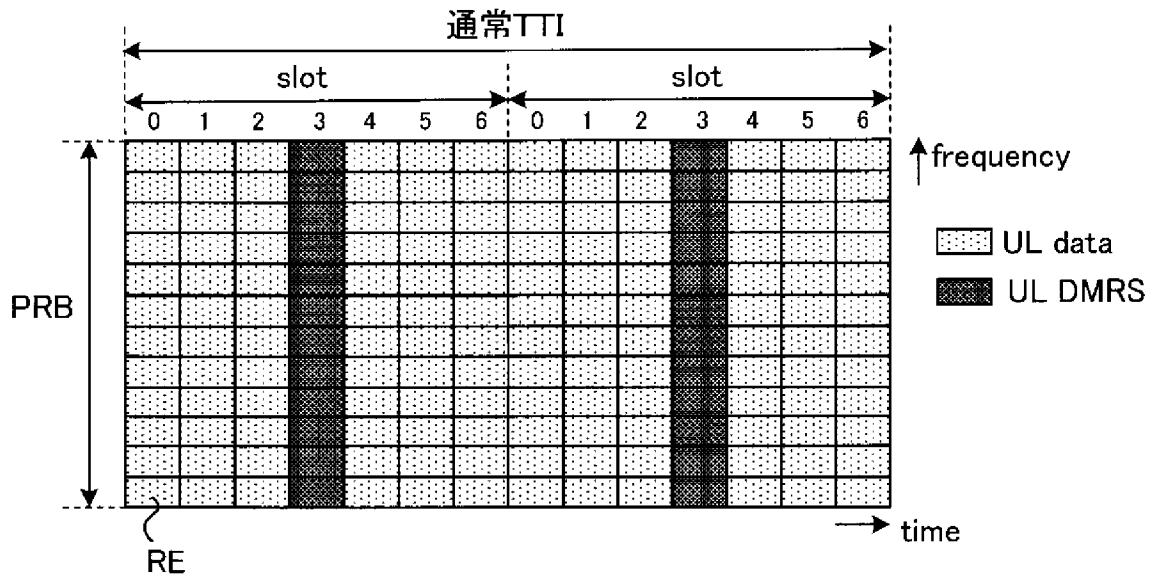 通常TTI
slot slot
0 1 2 3 4 5 6 0 1 2 3 4 5 6
frequency
UL data
UL DMRS
PRB
time
RE